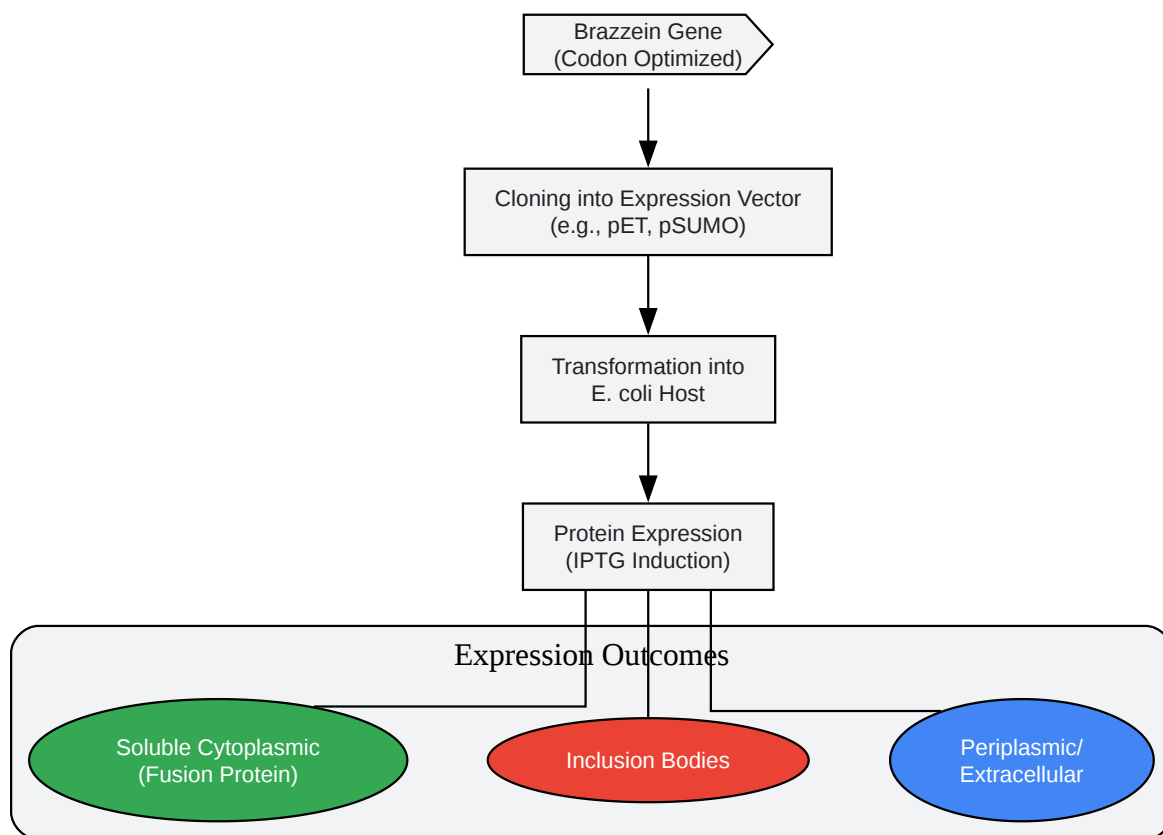 Brazzein Gene
(Codon Optimized)
Cloning into Expression Vector
(e.g., pET, pSUMO)
Transformation into
E. coli Host
Protein Expression
(IPTG Induction)
Expression Outcomes
Soluble Cytoplasmic
(Fusion Protein)
Inclusion Bodies
Periplasmic/
Extracellular